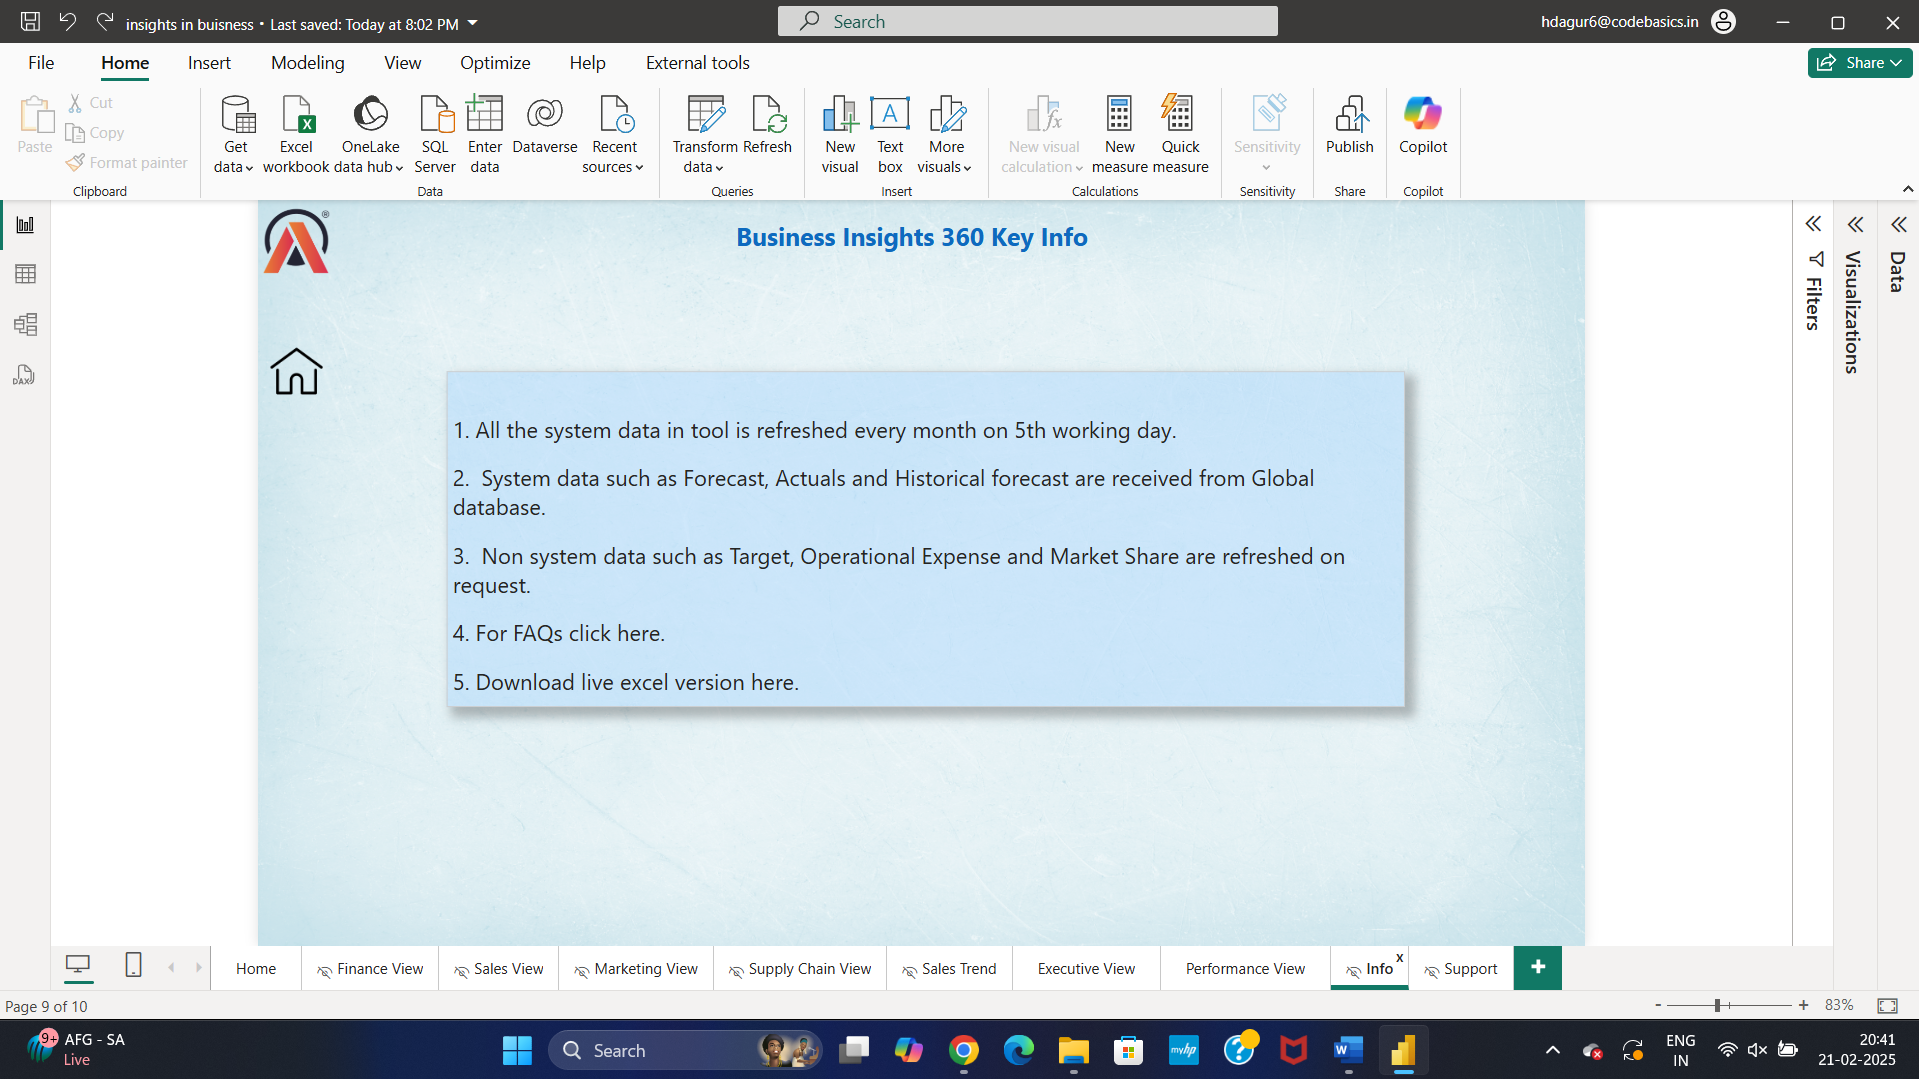 insights in buisness • Last saved: Today at 8:02 PM
Search
hdagur6@codebasics.in
File Home Insert Modeling View Optimize Help External tools
Share
Paste
Cut
Copy
Format painter
Clipboard
Get data
Excel workbook
OneLake data hub
SQL Server
Enter data
Dataverse
Recent sources
Data
Transform data
Refresh
Queries
New visual
Text box
More visuals
Insert
New visual calculation
New measure
Quick measure
Calculations
Sensitivity
Sensitivity
Publish
Share
Copilot
Copilot
Business Insights 360 Key Info
1. All the system data in tool is refreshed every month on 5th working day.
2.  System data such as Forecast, Actuals and Historical forecast are received from Global
database.
3.  Non system data such as Target, Operational Expense and Market Share are refreshed on
request.
4. For FAQs click here.
5. Download live excel version here.
Filters
Visualizations
Data
DAX
Home Finance View Sales View Marketing View Supply Chain View Sales Trend Executive View Performance View Info x Support +
Page 9 of 10
- + 83%
9+
AFG - SA
Live
Search
myhp
ENG
IN
20:41
21-02-2025